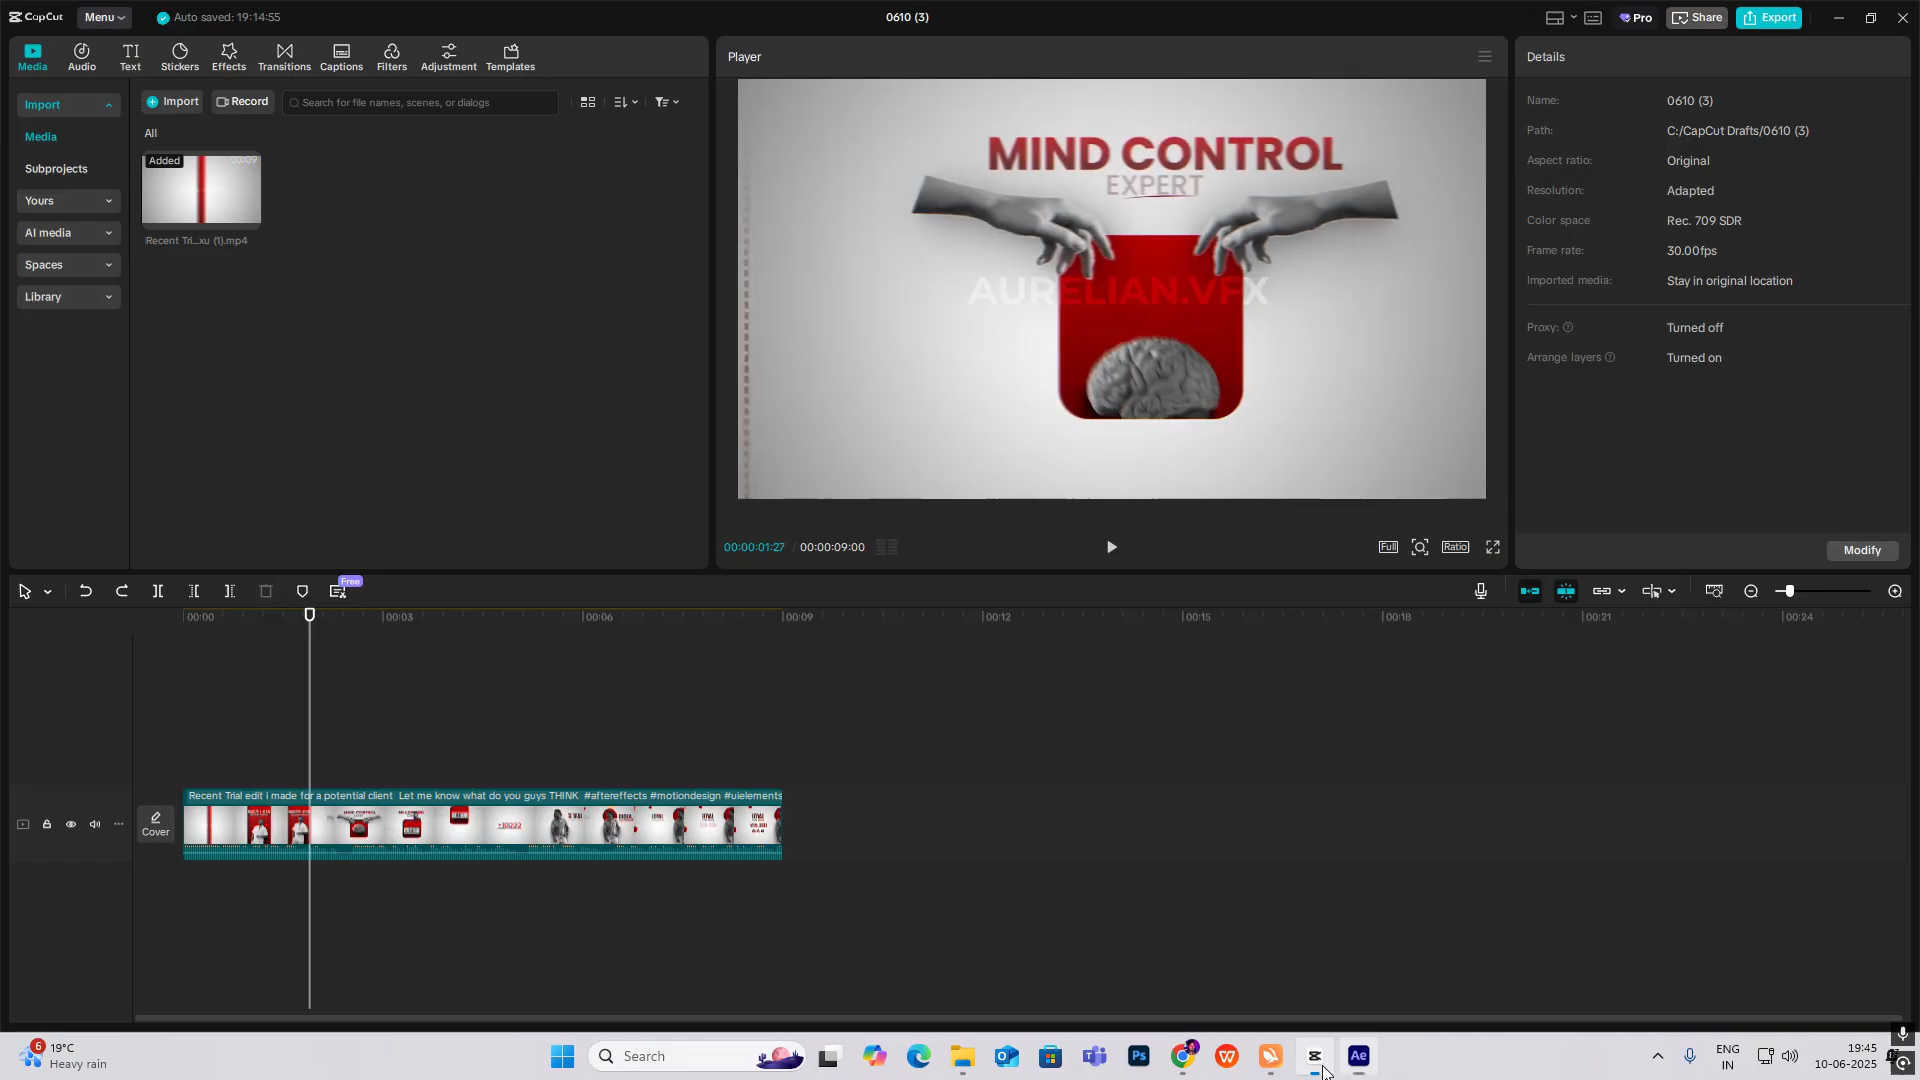 CapCut
Menu
Auto saved: 19:14:55
0610 (3)
Pro
Share
Export
Media
Audio
Text
Stickers
Effects
Transitions
Captions
Filters
Adjustment
Templates
Import
Media
Subprojects
Yours
AI media
Spaces
Library
Import
Record
Search for file names, scenes, or dialogs
All
Added
00:09
Recent Tri...xu (1).mp4
Player
MIND CONTROL
EXPERT
AURELIAN.VFX
00:00:01:27 / 00:00:09:00
Full
Ratio
Details
Name: 0610 (3)
Path: C:/CapCut Drafts/0610 (3)
Aspect ratio: Original
Resolution: Adapted
Color space Rec. 709 SDR
Frame rate: 30.00fps
Imported media: Stay in original location
Proxy: Turned off
Arrange layers Turned on
Modify
Free
00:00
00:03
00:06
00:09
00:12
00:15
00:18
00:21
00:24
Cover
Recent Trial edit i made for a potential client Let me know what do you guys THINK #aftereffects #motiondesign #uielements
6
19°C
Heavy rain
Search
Ps
Ae
ENG
IN
19:45
10-06-2025